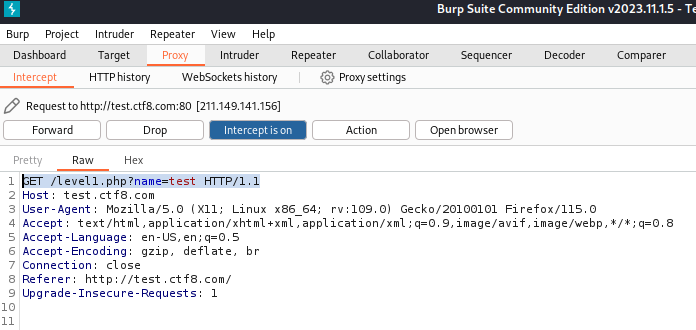 Burp Suite Community Edition v2023.11.1.5 - Te
Burp Project Intruder Repeater View Help
Dashboard Target Proxy Intruder Repeater Collaborator Sequencer Decoder Comparer
Intercept HTTP history WebSockets history Proxy settings
Request to http://test.ctf8.com:80 [211.149.141.156]
Forward Drop Intercept is on Action Open browser
Pretty Raw Hex
1 GET /level1.php?name=test HTTP/1.1
2 Host: test.ctf8.com
3 User-Agent: Mozilla/5.0 (X11; Linux x86_64; rv:109.0) Gecko/20100101 Firefox/115.0
4 Accept: text/html,application/xhtml+xml,application/xml;q=0.9,image/avif,image/webp,*/*;q=0.8
5 Accept-Language: en-US,en;q=0.5
6 Accept-Encoding: gzip, deflate, br
7 Connection: close
8 Referer: http://test.ctf8.com/
9 Upgrade-Insecure-Requests: 1
10
11